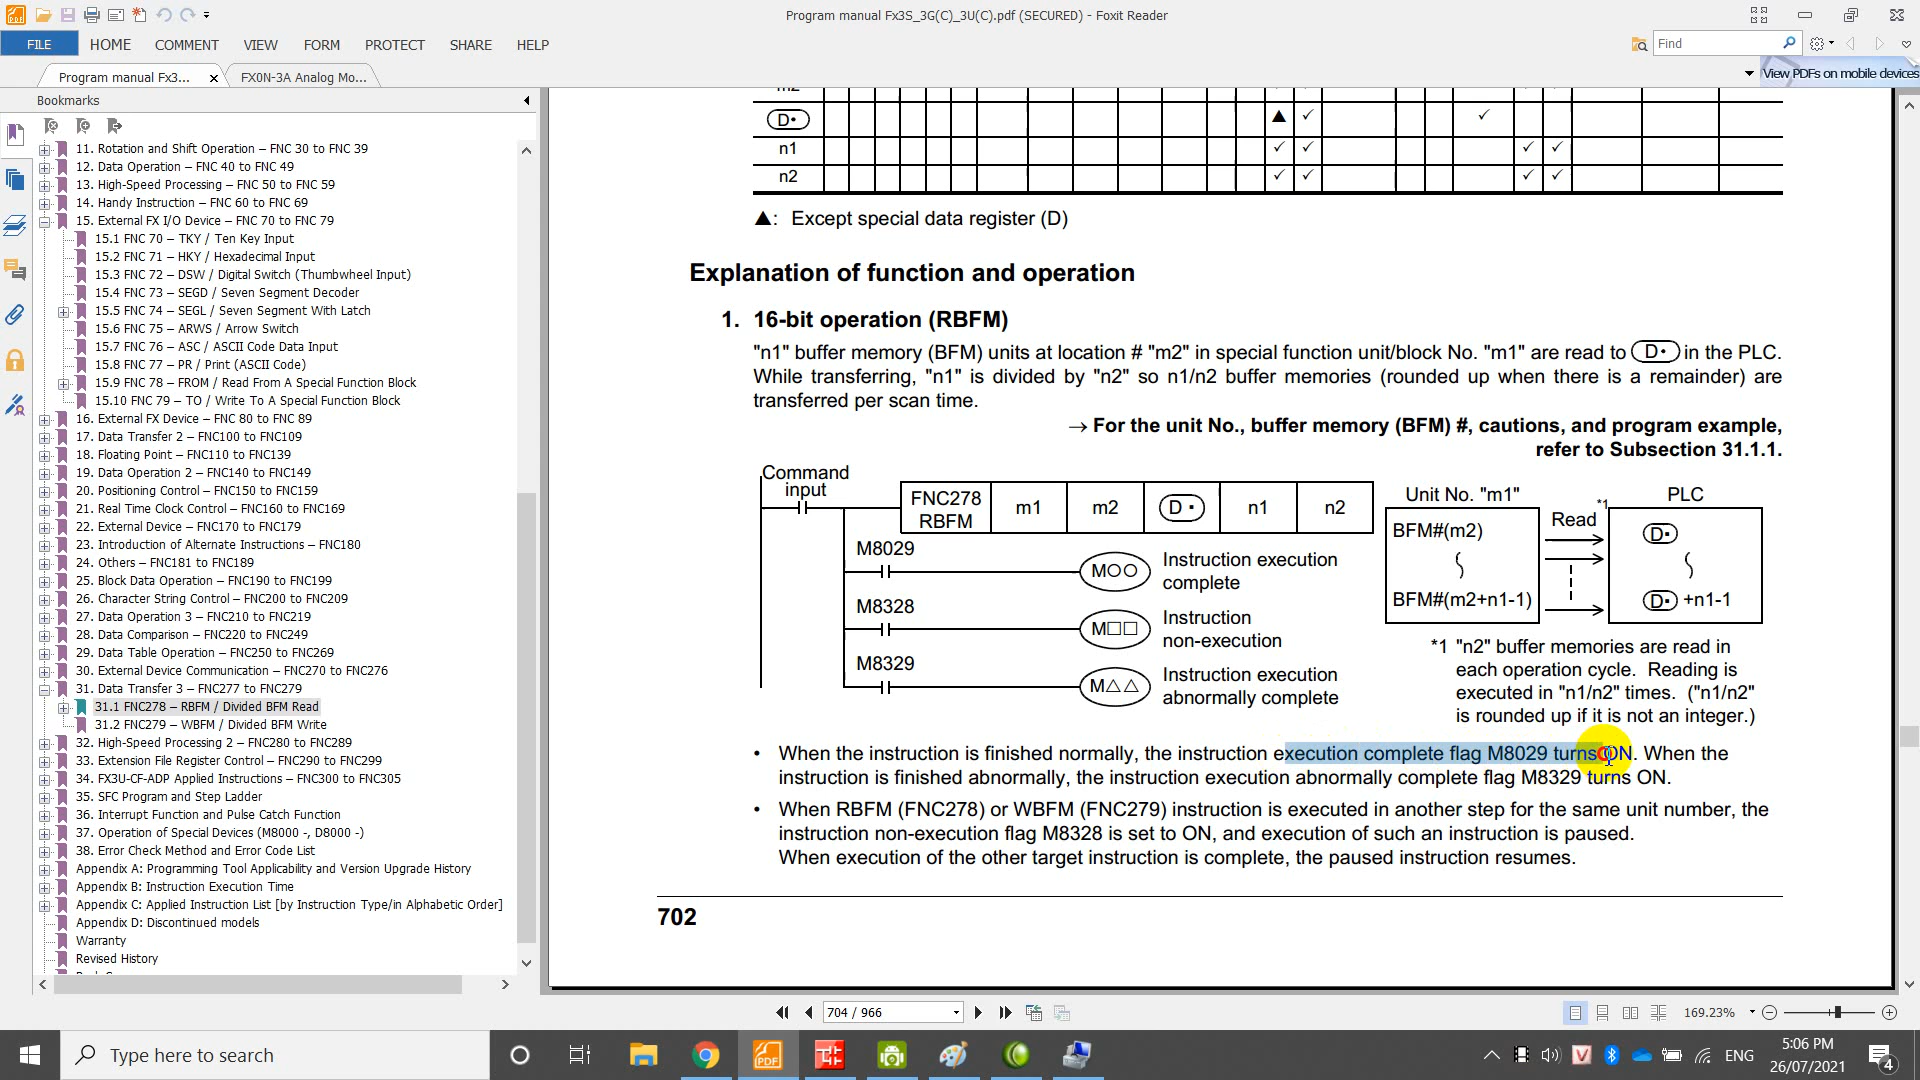 Program manual Fx3S_3G(C)_3U(C).pdf (SECURED) - Foxit Reader
FILE HOME COMMENT VIEW FORM PROTECT SHARE HELP
Find
Program manual Fx3... FX0N-3A Analog Mo...
View PDFs on mobile devices
Bookmarks
11. Rotation and Shift Operation – FNC 30 to FNC 39
12. Data Operation – FNC 40 to FNC 49
13. High-Speed Processing – FNC 50 to FNC 59
14. Handy Instruction – FNC 60 to FNC 69
15. External FX I/O Device – FNC 70 to FNC 79
15.1 FNC 70 – TKY / Ten Key Input
15.2 FNC 71 – HKY / Hexadecimal Input
15.3 FNC 72 – DSW / Digital Switch (Thumbwheel Input)
15.4 FNC 73 – SEGD / Seven Segment Decoder
15.5 FNC 74 – SEGL / Seven Segment With Latch
15.6 FNC 75 – ARWS / Arrow Switch
15.7 FNC 76 – ASC / ASCII Code Data Input
15.8 FNC 77 – PR / Print (ASCII Code)
15.9 FNC 78 – FROM / Read From A Special Function Block
15.10 FNC 79 – TO / Write To A Special Function Block
16. External FX Device – FNC 80 to FNC 89
17. Data Transfer 2 – FNC100 to FNC109
18. Floating Point – FNC110 to FNC139
19. Data Operation 2 – FNC140 to FNC149
20. Positioning Control – FNC150 to FNC159
21. Real Time Clock Control – FNC160 to FNC169
22. External Device – FNC170 to FNC179
23. Introduction of Alternate Instructions – FNC180
24. Others – FNC181 to FNC189
25. Block Data Operation – FNC190 to FNC199
26. Character String Control – FNC200 to FNC209
27. Data Operation 3 – FNC210 to FNC219
28. Data Comparison – FNC220 to FNC249
29. Data Table Operation – FNC250 to FNC269
30. External Device Communication – FNC270 to FNC276
31. Data Transfer 3 – FNC277 to FNC279
31.1 FNC278 – RBFM / Divided BFM Read
31.2 FNC279 – WBFM / Divided BFM Write
32. High-Speed Processing 2 – FNC280 to FNC289
33. Extension File Register Control – FNC290 to FNC299
34. FX3U-CF-ADP Applied Instructions – FNC300 to FNC305
35. SFC Program and Step Ladder
36. Interrupt Function and Pulse Catch Function
37. Operation of Special Devices (M8000 -, D8000 -)
38. Error Check Method and Error Code List
Appendix A: Programming Tool Applicability and Version Upgrade History
Appendix B: Instruction Execution Time
Appendix C: Applied Instruction List [by Instruction Type/in Alphabetic Order]
Appendix D: Discontinued models
Warranty
Revised History
D• ▲ ✓ ✓
n1 ✓ ✓ ✓ ✓
n2 ✓ ✓ ✓ ✓
▲: Except special data register (D)
Explanation of function and operation
1. 16-bit operation (RBFM)
"n1" buffer memory (BFM) units at location # "m2" in special function unit/block No. "m1" are read to D• in the PLC.
While transferring, "n1" is divided by "n2" so n1/n2 buffer memories (rounded up when there is a remainder) are
transferred per scan time.
→ For the unit No., buffer memory (BFM) #, cautions, and program example,
refer to Subsection 31.1.1.
Command
input
FNC278
RBFM m1 m2 D• n1 n2
M8029 M○○ Instruction execution
complete
M8328 M□□ Instruction
non-execution
M8329 M△△ Instruction execution
abnormally complete
Unit No. "m1" Read *1 PLC
BFM#(m2) D•
BFM#(m2+n1-1) D• +n1-1
*1 "n2" buffer memories are read in
each operation cycle. Reading is
executed in "n1/n2" times. ("n1/n2"
is rounded up if it is not an integer.)
• When the instruction is finished normally, the instruction execution complete flag M8029 turns ON. When the
instruction is finished abnormally, the instruction execution abnormally complete flag M8329 turns ON.
• When RBFM (FNC278) or WBFM (FNC279) instruction is executed in another step for the same unit number, the
instruction non-execution flag M8328 is set to ON, and execution of such an instruction is paused.
When execution of the other target instruction is complete, the paused instruction resumes.
702
704 / 966
169.23%
Type here to search
PDF
ENG
5:06 PM
26/07/2021
4